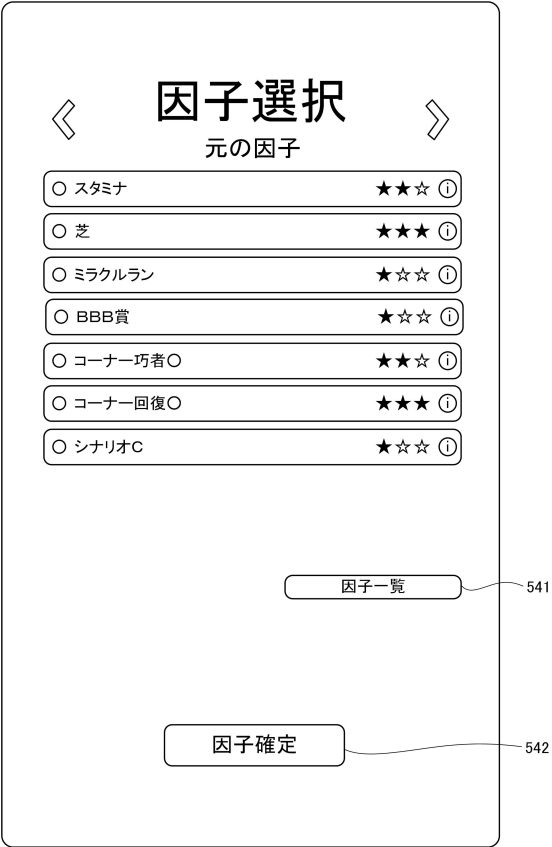 因子選択
元の因子
○ スタミナ ★★☆ ⓘ
○ 芝 ★★★ ⓘ
○ ミラクルラン ★☆☆ ⓘ
○ BBB賞 ★☆☆ ⓘ
○ コーナー巧者○ ★★☆ ⓘ
○ コーナー回復○ ★★★ ⓘ
○ シナリオC ★☆☆ ⓘ
因子一覧 541
因子確定 542